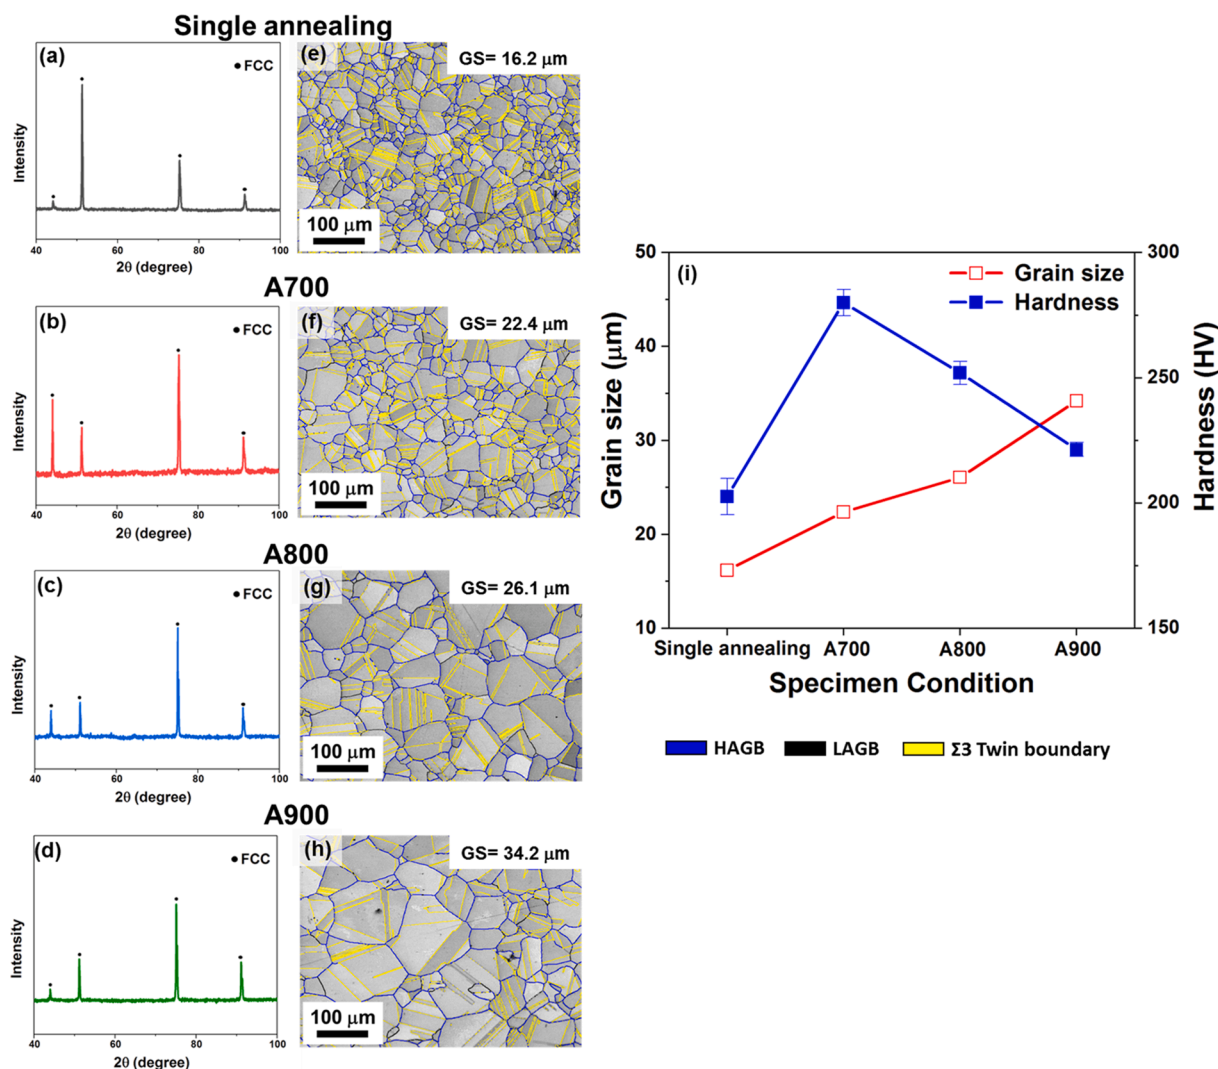 Single annealing
(a)
• FCC
Intensity
40 60 80 100
2θ (degree)
(e)
GS= 16.2 μm
100 μm
A700
(b)
• FCC
Intensity
40 60 80 100
2θ (degree)
(f)
GS= 22.4 μm
100 μm
A800
(c)
• FCC
Intensity
40 60 80 100
2θ (degree)
(g)
GS= 26.1 μm
100 μm
A900
(d)
• FCC
Intensity
40 60 80 100
2θ (degree)
(h)
GS= 34.2 μm
100 μm
(i)
Grain size
Hardness
Grain size (μm)
50
40
30
20
10
Hardness (HV)
300
250
200
150
Single annealing A700 A800 A900
Specimen Condition
HAGB LAGB Σ3 Twin boundary